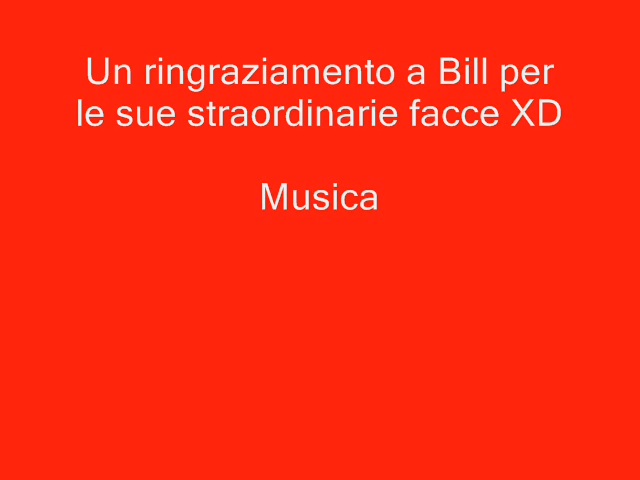 Un ringraziamento a Bill per
le sue straordinarie facce XD
Musica